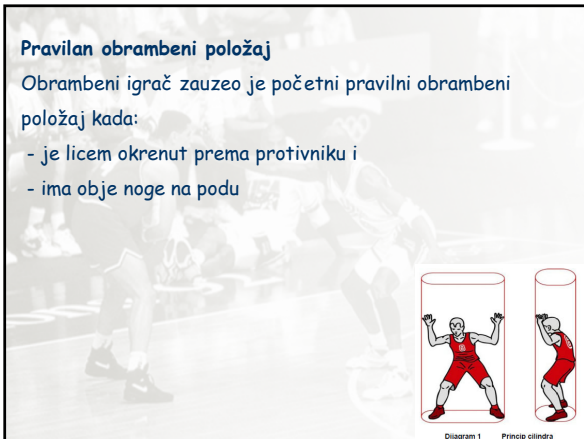 Pravilan obrambeni položaj
Obrambeni igrač zauzeo je početni pravilni obrambeni
položaj kada:
- je licem okrenut prema protivniku i
- ima obje noge na podu
Dijagram 1 Princip cilindra